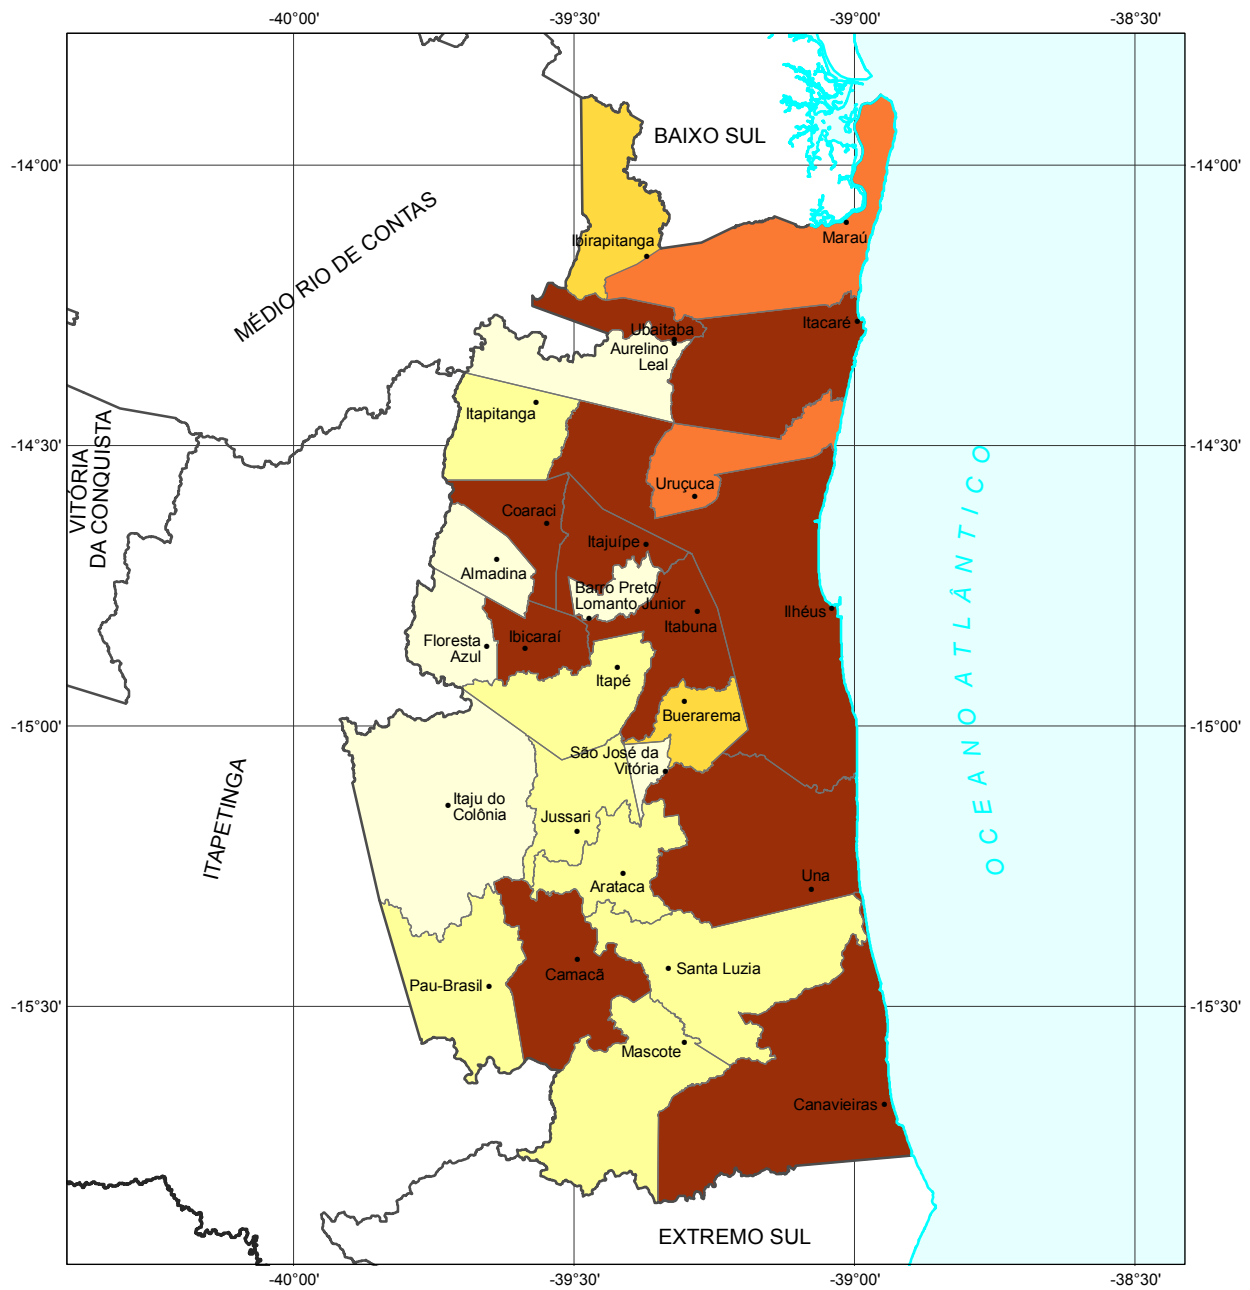 -40°00'
-39°30'
-39°00'
-38°30'
BAIXO SUL
-14°00'
-14°00'
MÉDIO RIO DE CONTAS
Ibirapitanga
Maraú
Itacaré
Ubaitaba
Aurelino
Leal
Itapitanga
VITÓRIA
DA CONQUISTA
-14°30'
-14°30'
Uruçuca
Coaraci
Itajuípe
Almadina
Barro Preto/
Lomanto Junior
Ilhéus
Itabuna
Floresta
Azul
Ibicaraí
Itapé
OCEANO ATLÂNTICO
Buerarema
-15°00'
-15°00'
São José da
Vitória
ITAPETINGA
Itaju do
Colônia
Jussari
Arataca
Una
Camacã
Santa Luzia
Pau-Brasil
-15°30'
-15°30'
Mascote
Canavieiras
EXTREMO SUL
-40°00'
-39°30'
-39°00'
-38°30'